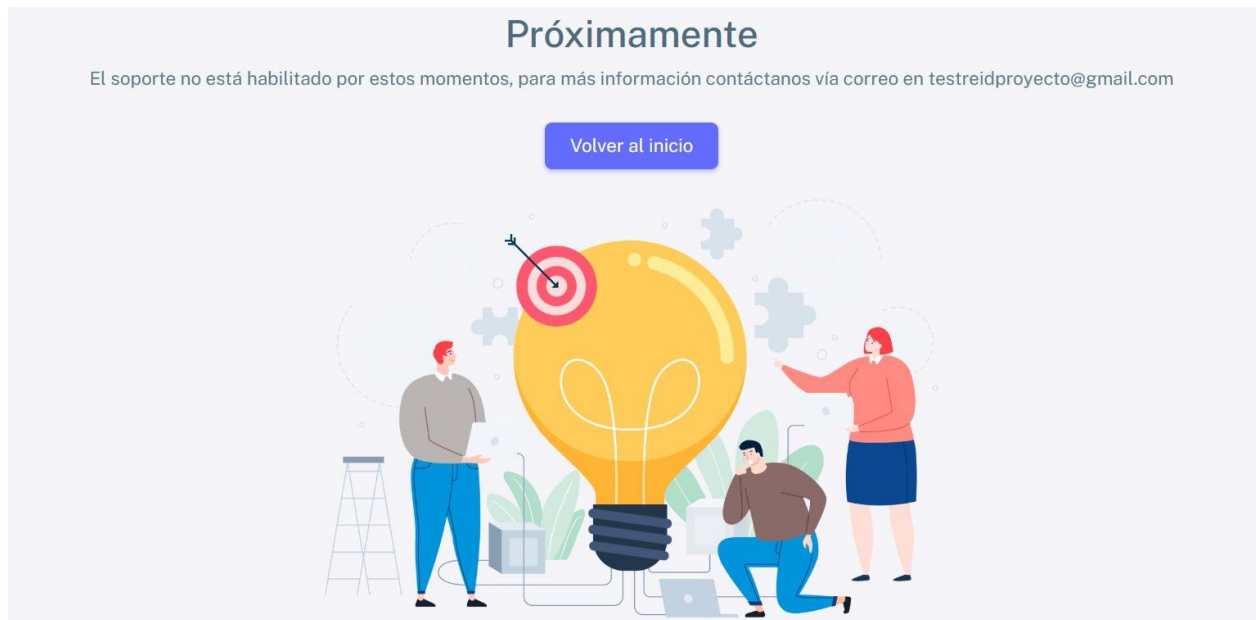 Próximamente
El soporte no está habilitado por estos momentos, para más información contáctanos vía correo en testreidproyecto@gmail.com
Volver al inicio